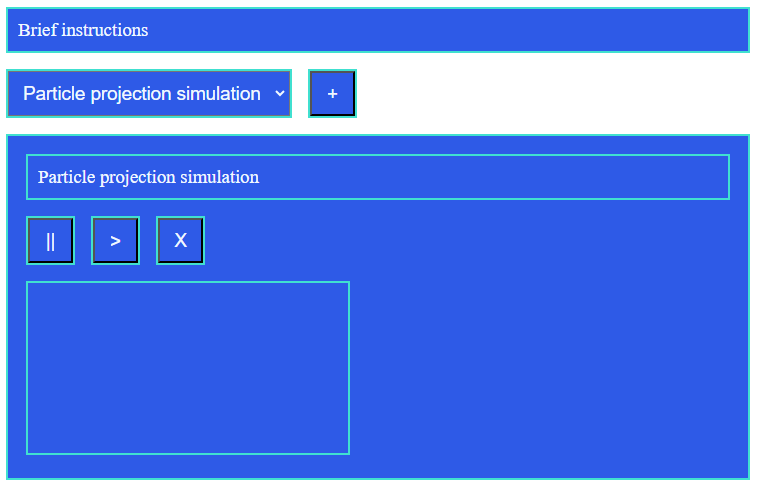 Brief instructions
Particle projection simulation +
Particle projection simulation
|| > X